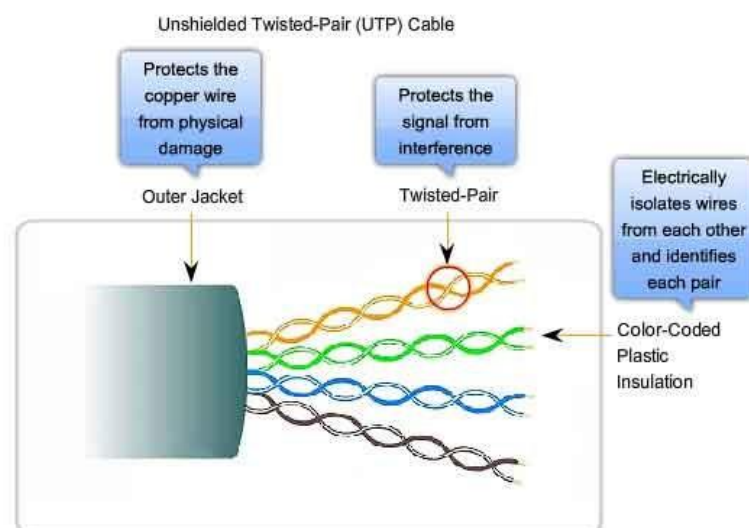 Unshielded Twisted-Pair (UTP) Cable
Protects the
copper wire
from physical
damage
Outer Jacket
Protects the
signal from
interference
Twisted-Pair
Electrically
isolates wires
from each other
and identifies
each pair
Color-Coded
Plastic
Insulation